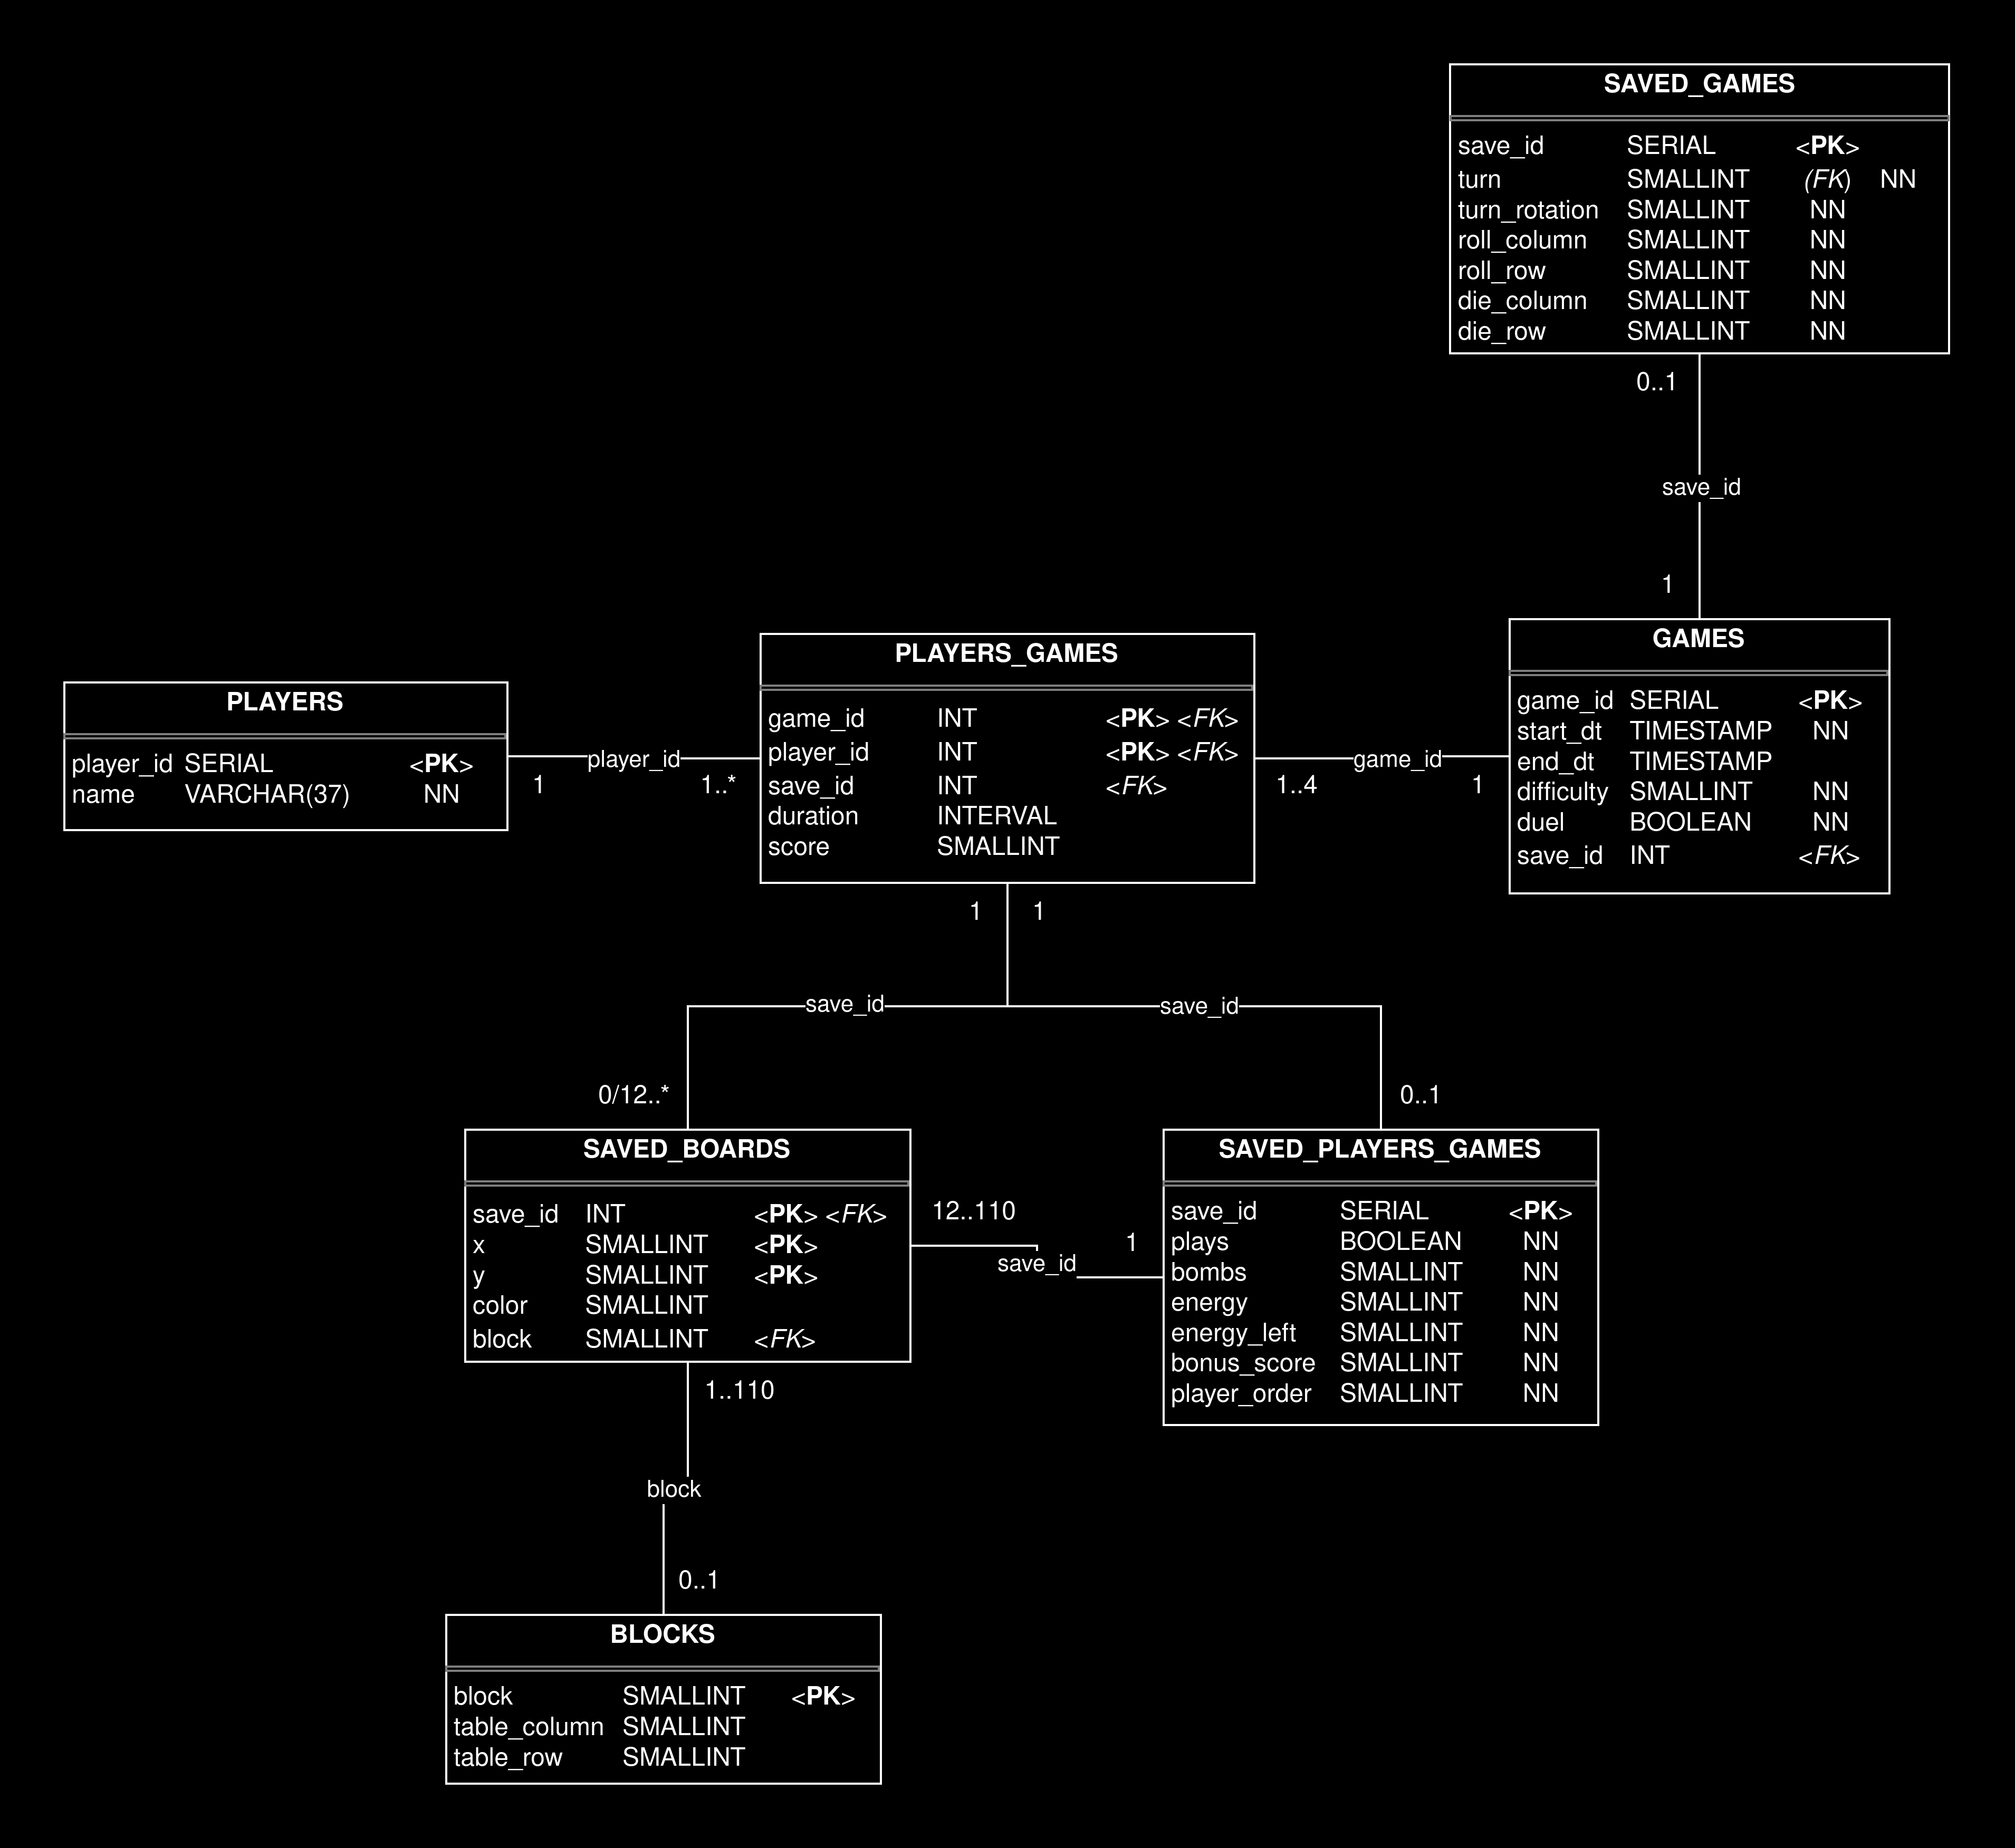 SAVED_GAMES
save_id SERIAL <PK>
turn SMALLINT (FK) NN
turn_rotation SMALLINT NN
roll_column SMALLINT NN
roll_row SMALLINT NN
die_column SMALLINT NN
die_row SMALLINT NN
0..1
save_id
1
GAMES
game_id SERIAL <PK>
start_dt TIMESTAMP NN
end_dt TIMESTAMP
difficulty SMALLINT NN
duel BOOLEAN NN
save_id INT <FK>
PLAYERS_GAMES
game_id INT <PK> <FK>
player_id INT <PK> <FK>
save_id INT <FK>
duration INTERVAL
score SMALLINT
PLAYERS
player_id SERIAL <PK>
name VARCHAR(37) NN
player_id
1 1..*
game_id
1..4 1
1 1
save_id save_id
0/12..* 0..1
SAVED_BOARDS
save_id INT <PK> <FK>
x SMALLINT <PK>
y SMALLINT <PK>
color SMALLINT
block SMALLINT <FK>
12..110
1
save_id
SAVED_PLAYERS_GAMES
save_id SERIAL <PK>
plays BOOLEAN NN
bombs SMALLINT NN
energy SMALLINT NN
energy_left SMALLINT NN
bonus_score SMALLINT NN
player_order SMALLINT NN
1..110
block
0..1
BLOCKS
block SMALLINT <PK>
table_column SMALLINT
table_row SMALLINT